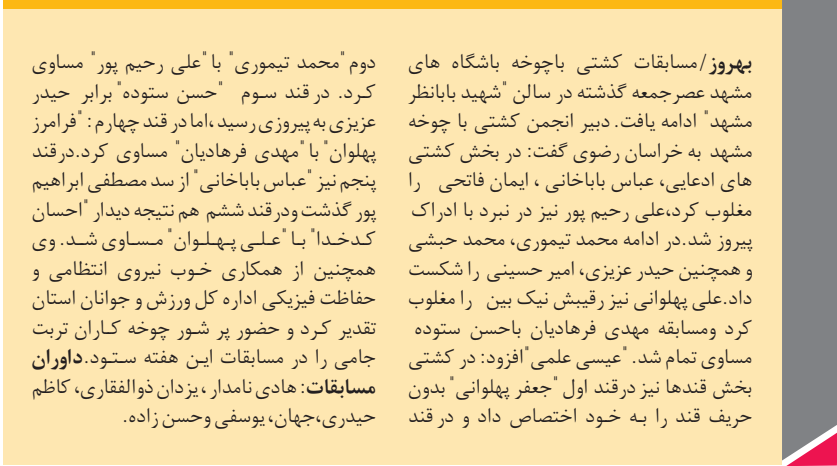 بهروز/مسابقات کشتی باچوخه باشگاه های
مشهد عصرجمعه گذشته در سالن "شهید بابانظر
مشهد" ادامه یافت. دبیر انجمن کشتی با چوخه
مشهد به خراسان رضوی گفت: در بخش کشتی
های ادعایی، عباس باباخانی ، ایمان فاتحی را
مغلوب کرد،علی رحیم پور نیز در نبرد با ادراک
پیروز شد.در ادامه محمد تیموری، محمد حبشی
و همچنین حیدر عزیزی، امیر حسینی را شکست
داد.علی پهلوانی نیز رقیبش نیک بین را مغلوب
کرد ومسابقه مهدی فرهادیان باحسن ستوده
مساوی تمام شد. "عیسی علمی"افزود: در کشتی
بخش قندها نیز درقند اول "جعفر پهلوانی" بدون
حریف قند را به خود اختصاص داد و در قند
دوم "محمد تیموری" با "علی رحیم پور" مساوی
کرد. در قند سوم "حسن ستوده" برابر حیدر
عزیزی به پیروزی رسید ،اما در قند چهارم : "فرامرز
پهلوان" با "مهدی فرهادیان" مساوی کرد.درقند
پنجم نیز "عباس باباخانی" از سد مصطفی ابراهیم
پور گذشت ودرقند ششم هم نتیجه دیدار "احسان
کدخدا" با "علی پهلوان" مساوی شد. وی
همچنین از همکاری خوب نیروی انتظامی و
حفاظت فیزیکی اداره کل ورزش و جوانان استان
تقدیر کرد و حضور پر شور چوخه کاران تربت
جامی را در مسابقات این هفته ستود.داوران
مسابقات: هادی نامدار ،یزدان ذوالفقاری، کاظم
حیدری،جهان، یوسفی وحسن زاده.